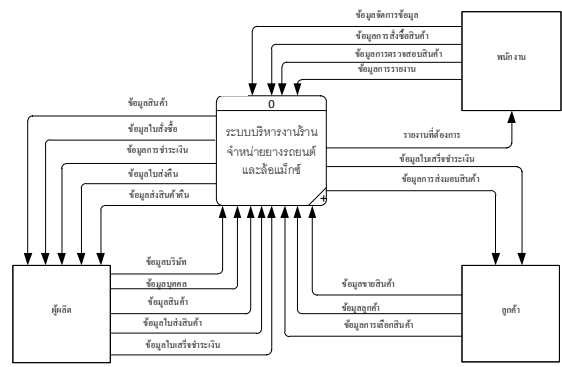 ข้อมูลจัดการข้อมูล
ข้อมูลการสั่งซื้อสินค้า
ข้อมูลการตรวจสอบสินค้า
ข้อมูลการรายงาน
พนักงาน
0
ระบบบริหารงานร้าน
จำหน่ายยางรถยนต์
และล้อแม็กซ์
+
ข้อมูลสินค้า
ข้อมูลใบสั่งซื้อ
ข้อมูลการชำระเงิน
ข้อมูลใบส่งคืน
ข้อมูลส่งสินค้าคืน
รายงานที่ต้องการ
ข้อมูลใบเสร็จชำระเงิน
ข้อมูลการส่งมอบสินค้า
ข้อมูลบริษัท
ข้อมูลบุคคล
ข้อมูลสินค้า
ข้อมูลใบส่งสินค้า
ข้อมูลใบเสร็จชำระเงิน
ผู้ผลิต
ข้อมูลขายสินค้า
ข้อมูลลูกค้า
ข้อมูลการเลือกสินค้า
ลูกค้า